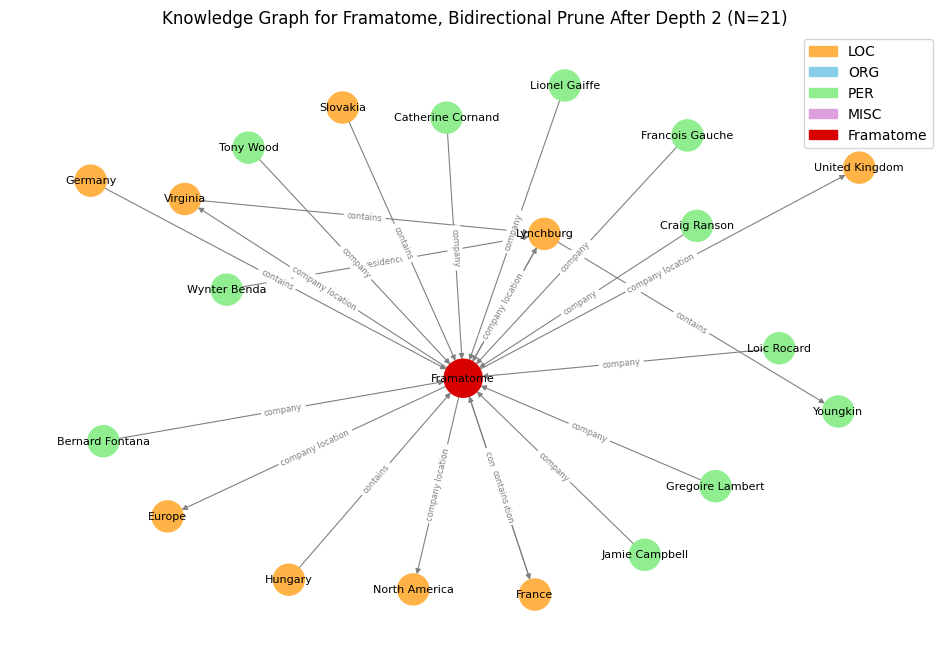 Knowledge Graph for Framatome, Bidirectional Prune After Depth 2 (N=21)
LOC
ORG
PER
MISC
Framatome
Lionel Gaiffe
Slovakia
Catherine Cornand
Francois Gauche
Tony Wood
United Kingdom
Germany
Virginia
contains
Craig Ranson
Lynchburg
company
contains
company
company
company
residenc
contains
company location
company location
Wynter Benda
company
company location
contains
Loic Rocard
company
Framatome
company
Youngkin
company
Bernard Fontana
company location
contains
company location
con
contains
ition
company
Gregoire Lambert
Europe
Jamie Campbell
Hungary
North America
France